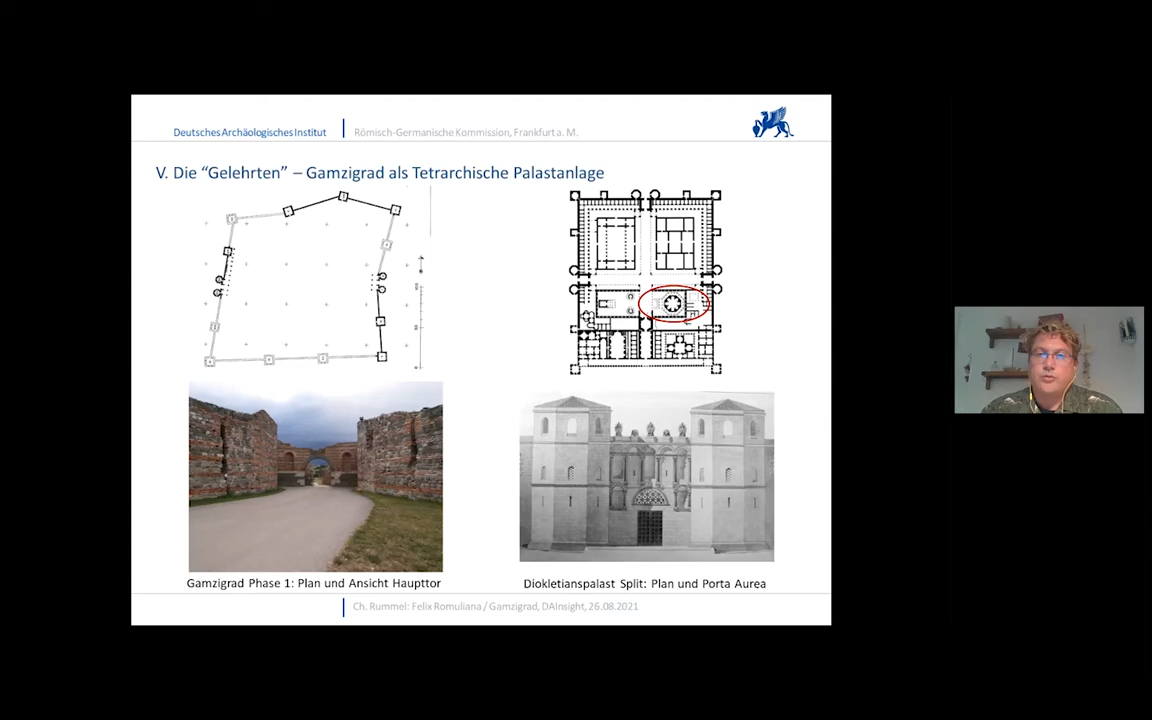 Deutsches Archäologisches Institut
Römisch-Germanische Kommission, Frankfurt a. M.
V. Die “Gelehrten” – Gamzigrad als Tetrarchische Palastanlage
Gamzigrad Phase 1: Plan und Ansicht Haupttor
Diokletianspalast Split: Plan und Porta Aurea
Ch. Rummel: Felix Romuliana / Gamzigrad, DAInsight, 26.08.2021